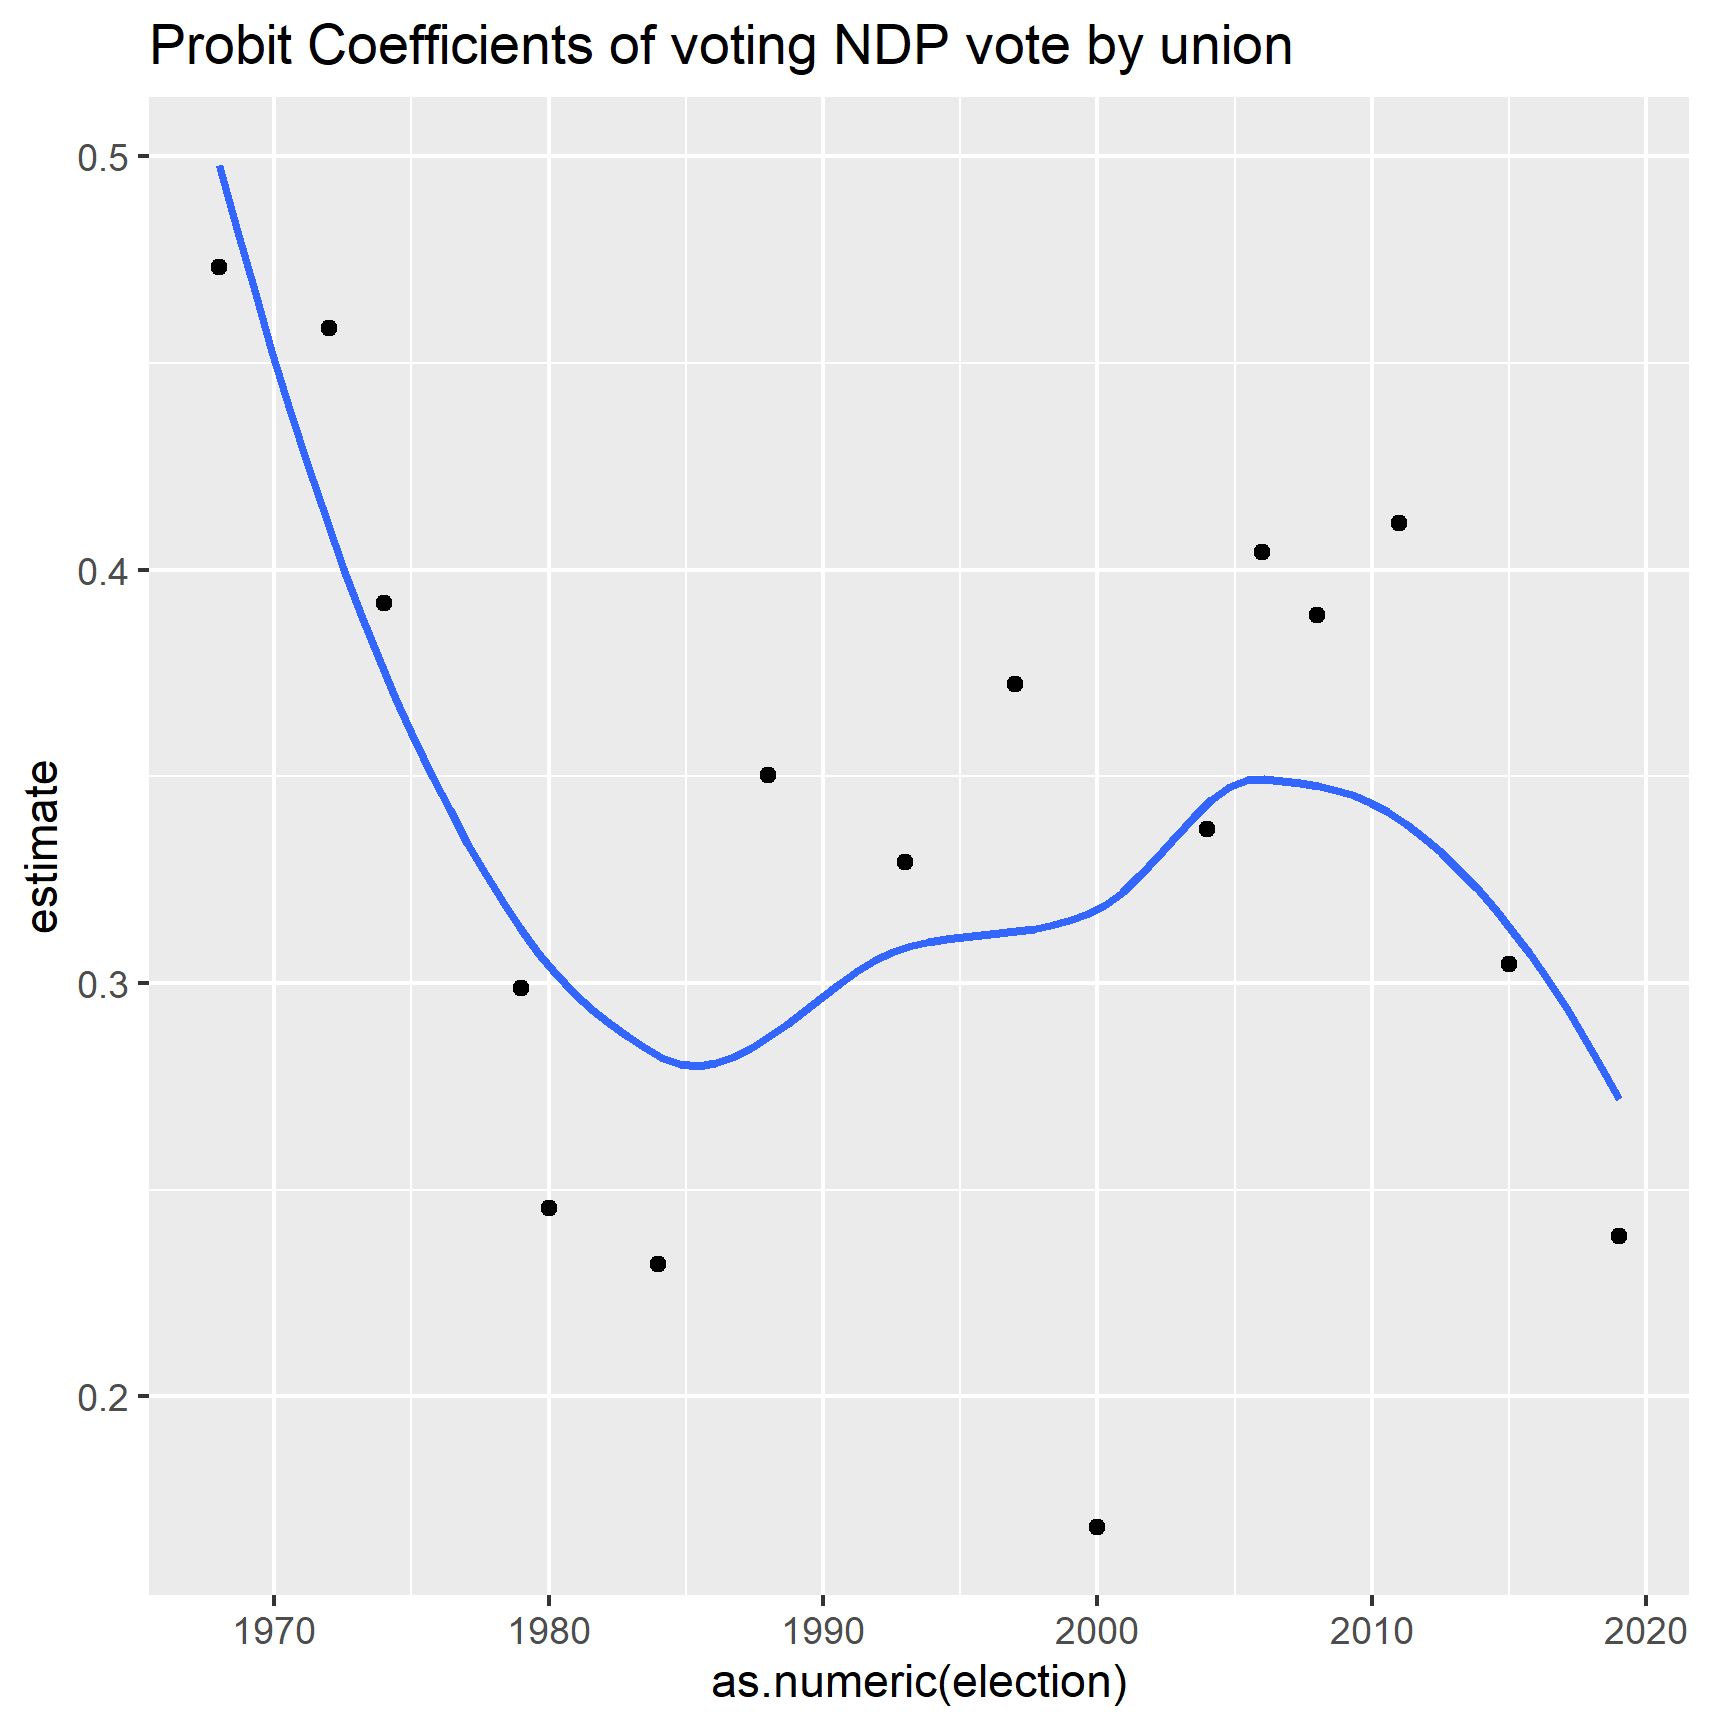 Probit Coefficients of voting NDP vote by union
0.5
0.4
0.3
0.2
estimate
1970 1980 1990 2000 2010 2020
as.numeric(election)